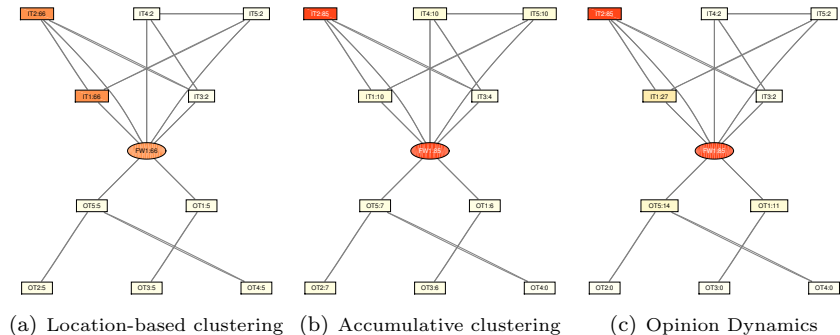 IT2:66 IT4:2 IT5:2
IT1:66 IT3:2
FW1:66
OT5:5 OT1:5
OT2:5 OT3:5 OT4:5
(a) Location-based clustering
IT2:85 IT4:10 IT5:10
IT1:10 IT3:4
FW1:85
OT5:7 OT1:6
OT2:7 OT3:6 OT4:0
(b) Accumulative clustering
IT2:85 IT4:2 IT5:2
IT1:27 IT3:2
FW1:85
OT5:14 OT1:11
OT2:0 OT3:0 OT4:0
(c) Opinion Dynamics